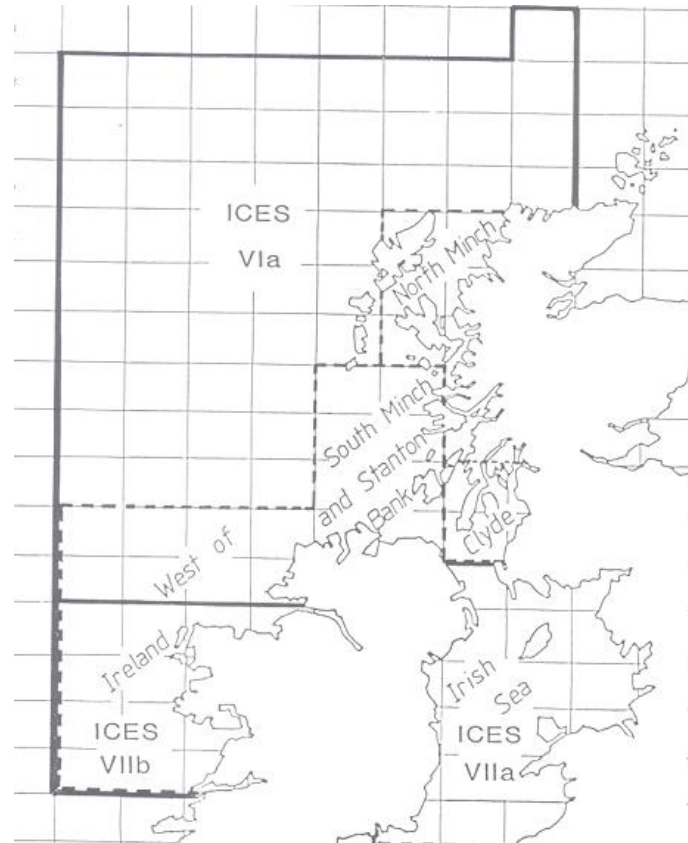 ICES
VIa
North Minch
South Minch
and Stanton
Bank
Clyde
West of
Ireland
Irish
Sea
ICES
VIIb
ICES
VIIa